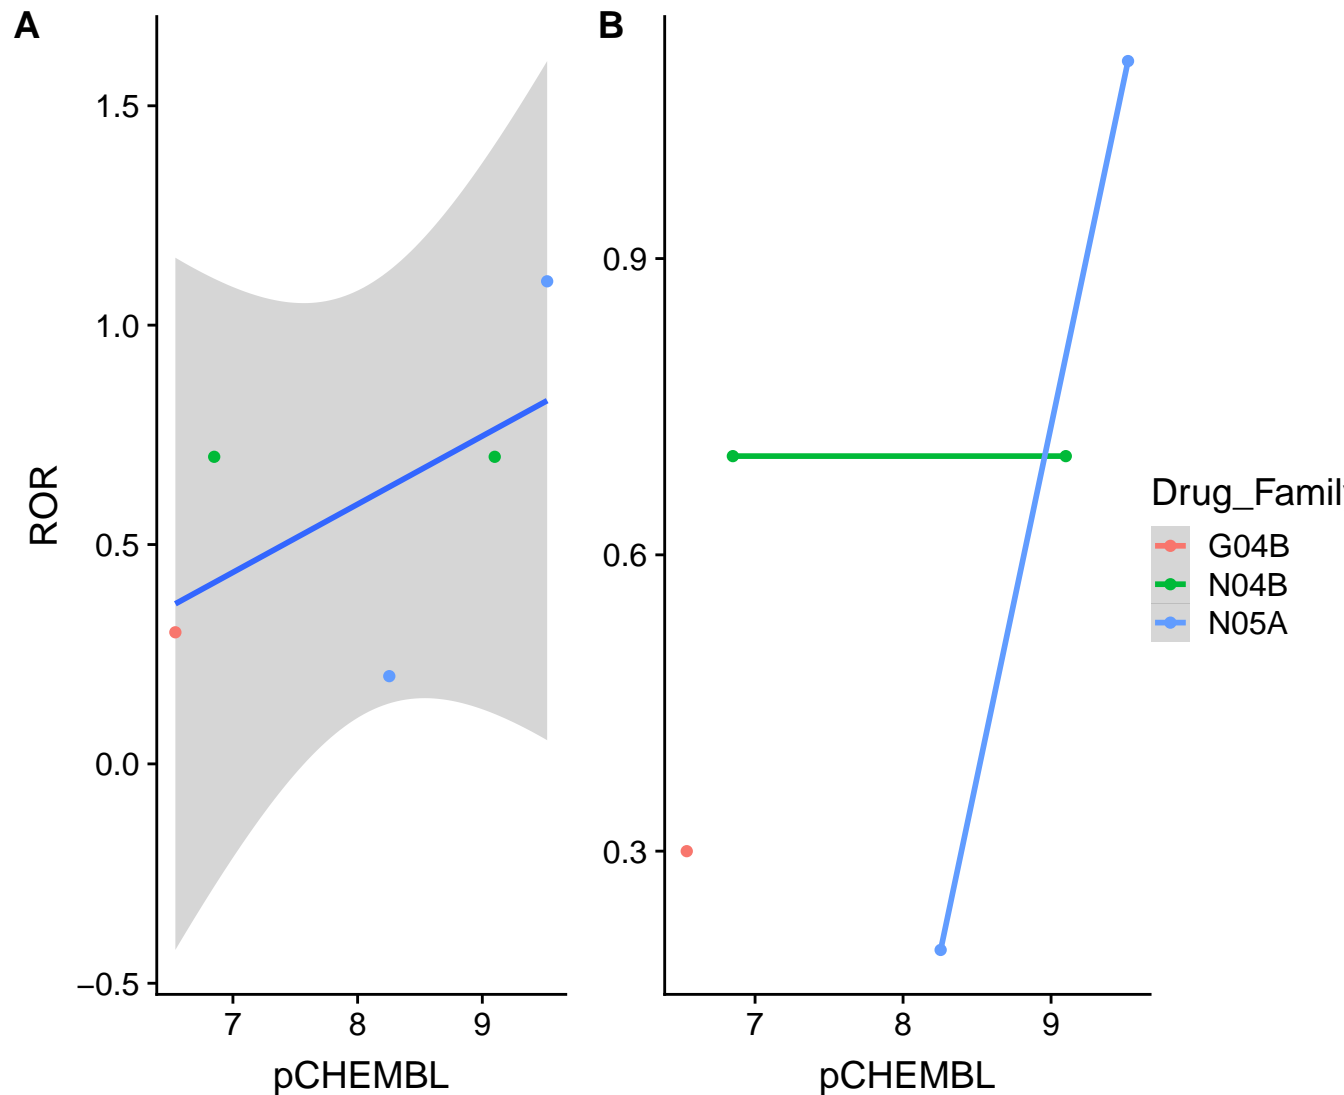 A
ROR
1.5
1.0
0.5
0.0
−0.5
7 8 9
pCHEMBL
B
0.9
0.6
0.3
7 8 9
pCHEMBL
Drug_Famil
G04B
N04B
N05A